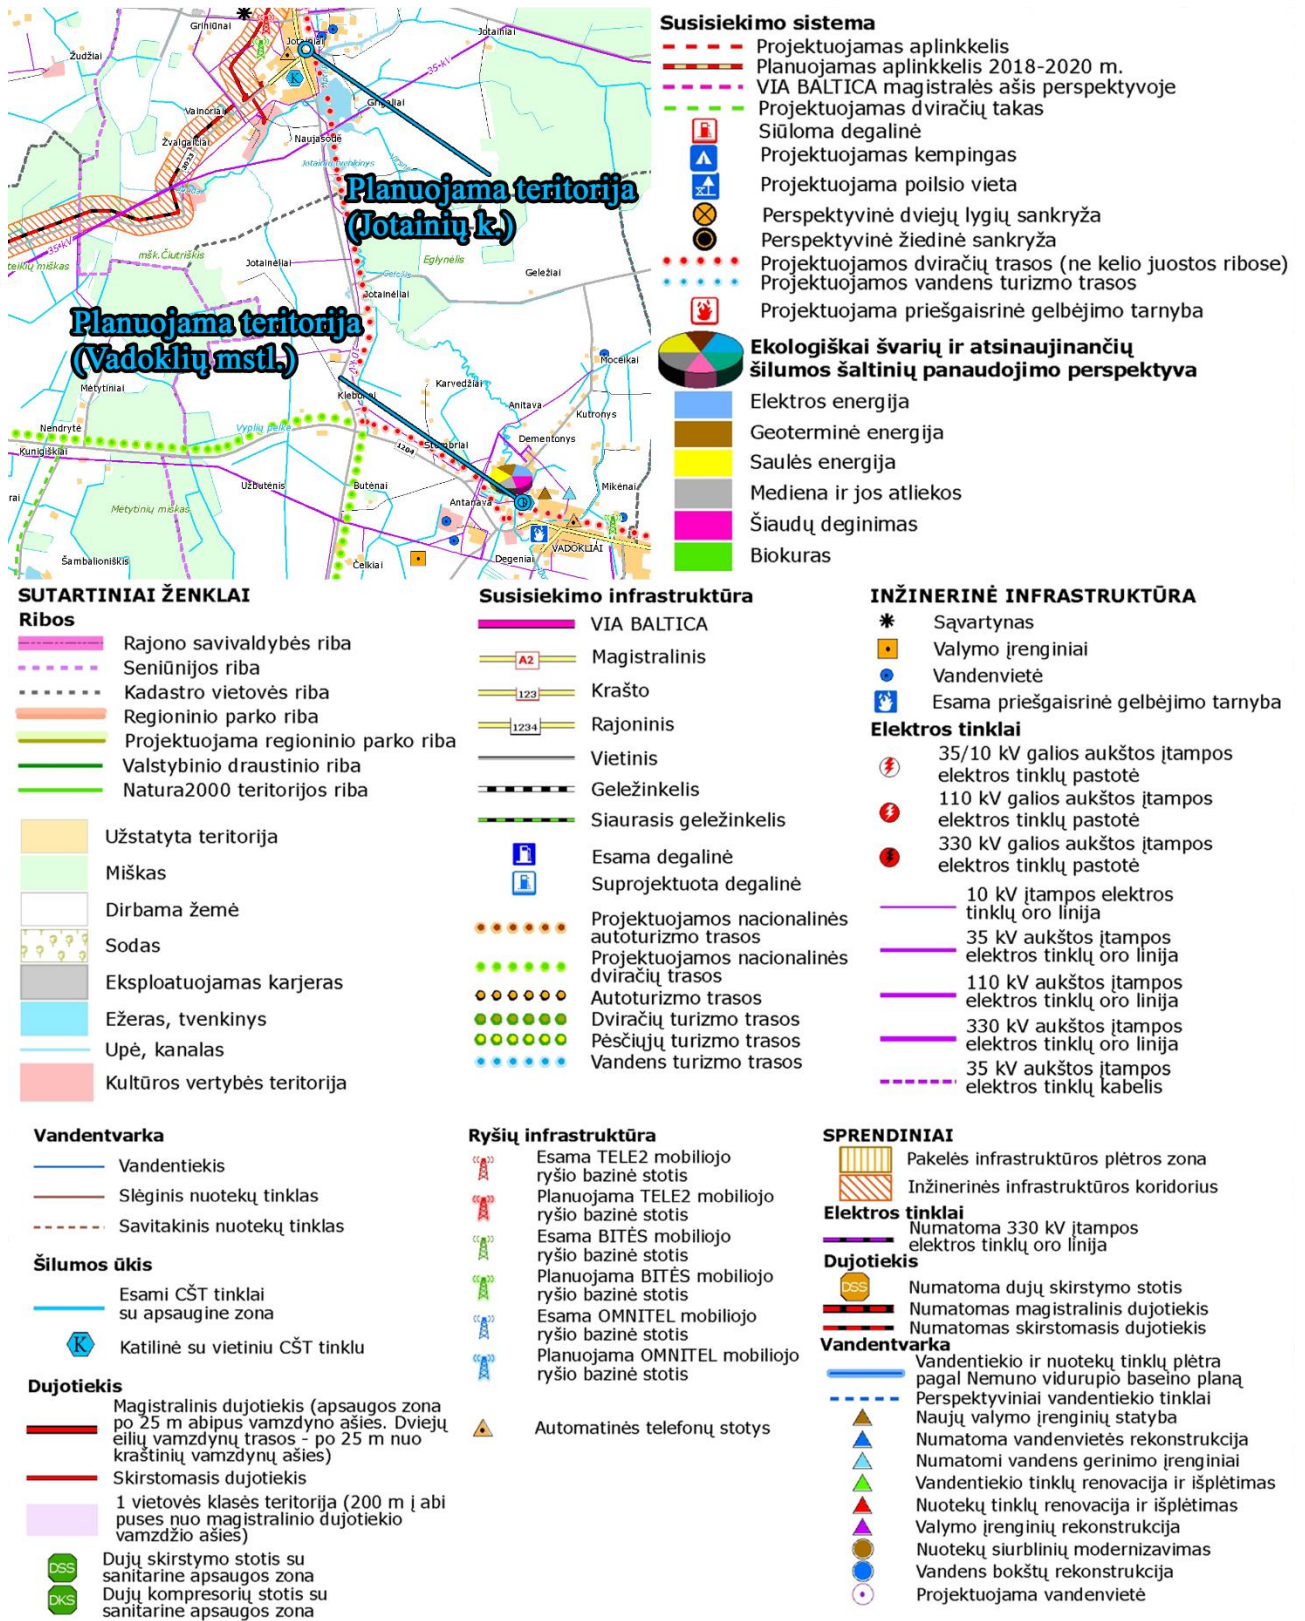 Griniūnai
Jotainiai
Jotainiai
Žūdžiai
35-kV
Vainoriai
Grigaliai
Žvalgaičiai
Naujasodė
3023
Jotainių tvenkinys
Planuojama teritorija
(Jotainių k.)
35-kV
mšk.Čiutriškis
Jotainėliai
Eglynėlis
Geležiai
Jotainėliai
Planuojama teritorija
(Vadoklių mstl.)
10-kV
Moceikai
Mėtytiniai
Karvedžiai
Klebonai
Anitava
Kutronys
Nendrytė
Vyplių pelkė
Dementonys
Kunigiškiai
1204
Užbutėnis
Butėnai
Mikėnai
Metytinių miškas
Antanava
VADOKLIAI
Šambalioniškis
Čelkiai
Degeniai
Susisiekimo sistema
Projektuojamas aplinkkelis
Planuojamas aplinkkelis 2018-2020 m.
VIA BALTICA magistralės ašis perspektyvoje
Projektuojamas dviračių takas
Siūloma degalinė
Projektuojamas kempingas
Projektuojama poilsio vieta
Perspektyvinė dviejų lygių sankryža
Perspektyvinė žiedinė sankryža
Projektuojamos dviračių trasos (ne kelio juostos ribose)
Projektuojamos vandens turizmo trasos
Projektuojama priešgaisrinė gelbėjimo tarnyba
Ekologiškai švarių ir atsinaujinančių
šilumos šaltinių panaudojimo perspektyva
Elektros energija
Geoterminė energija
Saulės energija
Mediena ir jos atliekos
Šiaudų deginimas
Biokuras
SUTARTINIAI ŽENKLAI
Ribos
Rajono savivaldybės riba
Seniūnijos riba
Kadastro vietovės riba
Regioninio parko riba
Projektuojama regioninio parko riba
Valstybinio draustinio riba
Natura2000 teritorijos riba
Užstatyta teritorija
Miškas
Dirbama žemė
Sodas
Eksploatuojamas karjeras
Ežeras, tvenkinys
Upė, kanalas
Kultūros vertybės teritorija
Susisiekimo infrastruktūra
VIA BALTICA
A2 Magistralinis
123 Krašto
1234 Rajoninis
Vietinis
Geležinkelis
Siaurasis geležinkelis
Esama degalinė
Suprojektuota degalinė
Projektuojamos nacionalinės
autoturizmo trasos
Projektuojamos nacionalinės
dviračių trasos
Autoturizmo trasos
Dviračių turizmo trasos
Pėsčiųjų turizmo trasos
Vandens turizmo trasos
INŽINERINĖ INFRASTRUKTŪRA
Sąvartynas
Valymo įrenginiai
Vandenvietė
Esama priešgaisrinė gelbėjimo tarnyba
Elektros tinklai
35/10 kV galios aukštos įtampos
elektros tinklų pastotė
110 kV galios aukštos įtampos
elektros tinklų pastotė
330 kV galios aukštos įtampos
elektros tinklų pastotė
10 kV įtampos elektros
tinklų oro linija
35 kV aukštos įtampos
elektros tinklų oro linija
110 kV aukštos įtampos
elektros tinklų oro linija
330 kV aukštos įtampos
elektros tinklų oro linija
35 kV aukštos įtampos
elektros tinklų kabelis
Vandentvarka
Vandentiekis
Slėginis nuotekų tinklas
Savitakinis nuotekų tinklas
Šilumos ūkis
Esami CŠT tinklai
su apsaugine zona
K Katilinė su vietiniu CŠT tinklu
Dujotiekis
Magistralinis dujotiekis (apsaugos zona
po 25 m abipus vamzdyno ašies. Dviejų
eilių vamzdynų trasos - po 25 m nuo
kraštinių vamzdynų ašies)
Skirstomasis dujotiekis
1 vietovės klasės teritorija (200 m į abi
puses nuo magistralinio dujotiekio
vamzdžio ašies)
DSS Dujų skirstymo stotis su
sanitarine apsaugos zona
DKS Dujų kompresorių stotis su
sanitarine apsaugos zona
Ryšių infrastruktūra
Esama TELE2 mobiliojo
ryšio bazinė stotis
Planuojama TELE2 mobiliojo
ryšio bazinė stotis
Esama BITĖS mobiliojo
ryšio bazinė stotis
Planuojama BITĖS mobiliojo
ryšio bazinė stotis
Esama OMNITEL mobiliojo
ryšio bazinė stotis
Planuojama OMNITEL mobiliojo
ryšio bazinė stotis
Automatinės telefonų stotys
SPRENDINIAI
Pakelės infrastruktūros plėtros zona
Inžinerinės infrastruktūros koridorius
Elektros tinklai
Numatoma 330 kV įtampos
elektros tinklų oro linija
Dujotiekis
DSS Numatoma dujų skirstymo stotis
Numatomas magistralinis dujotiekis
Numatomas skirstomasis dujotiekis
Vandentvarka
Vandentiekio ir nuotekų tinklų plėtra
pagal Nemuno vidurupio baseino planą
Perspektyviniai vandentiekio tinklai
Naujų valymo įrenginių statyba
Numatoma vandenvietės rekonstrukcija
Numatomi vandens gerinimo įrenginiai
Vandentiekio tinklų renovacija ir išplėtimas
Nuotekų tinklų renovacija ir išplėtimas
Valymo įrenginių rekonstrukcija
Nuotekų siurblinių modernizavimas
Vandens bokštų rekonstrukcija
Projektuojama vandenvietė